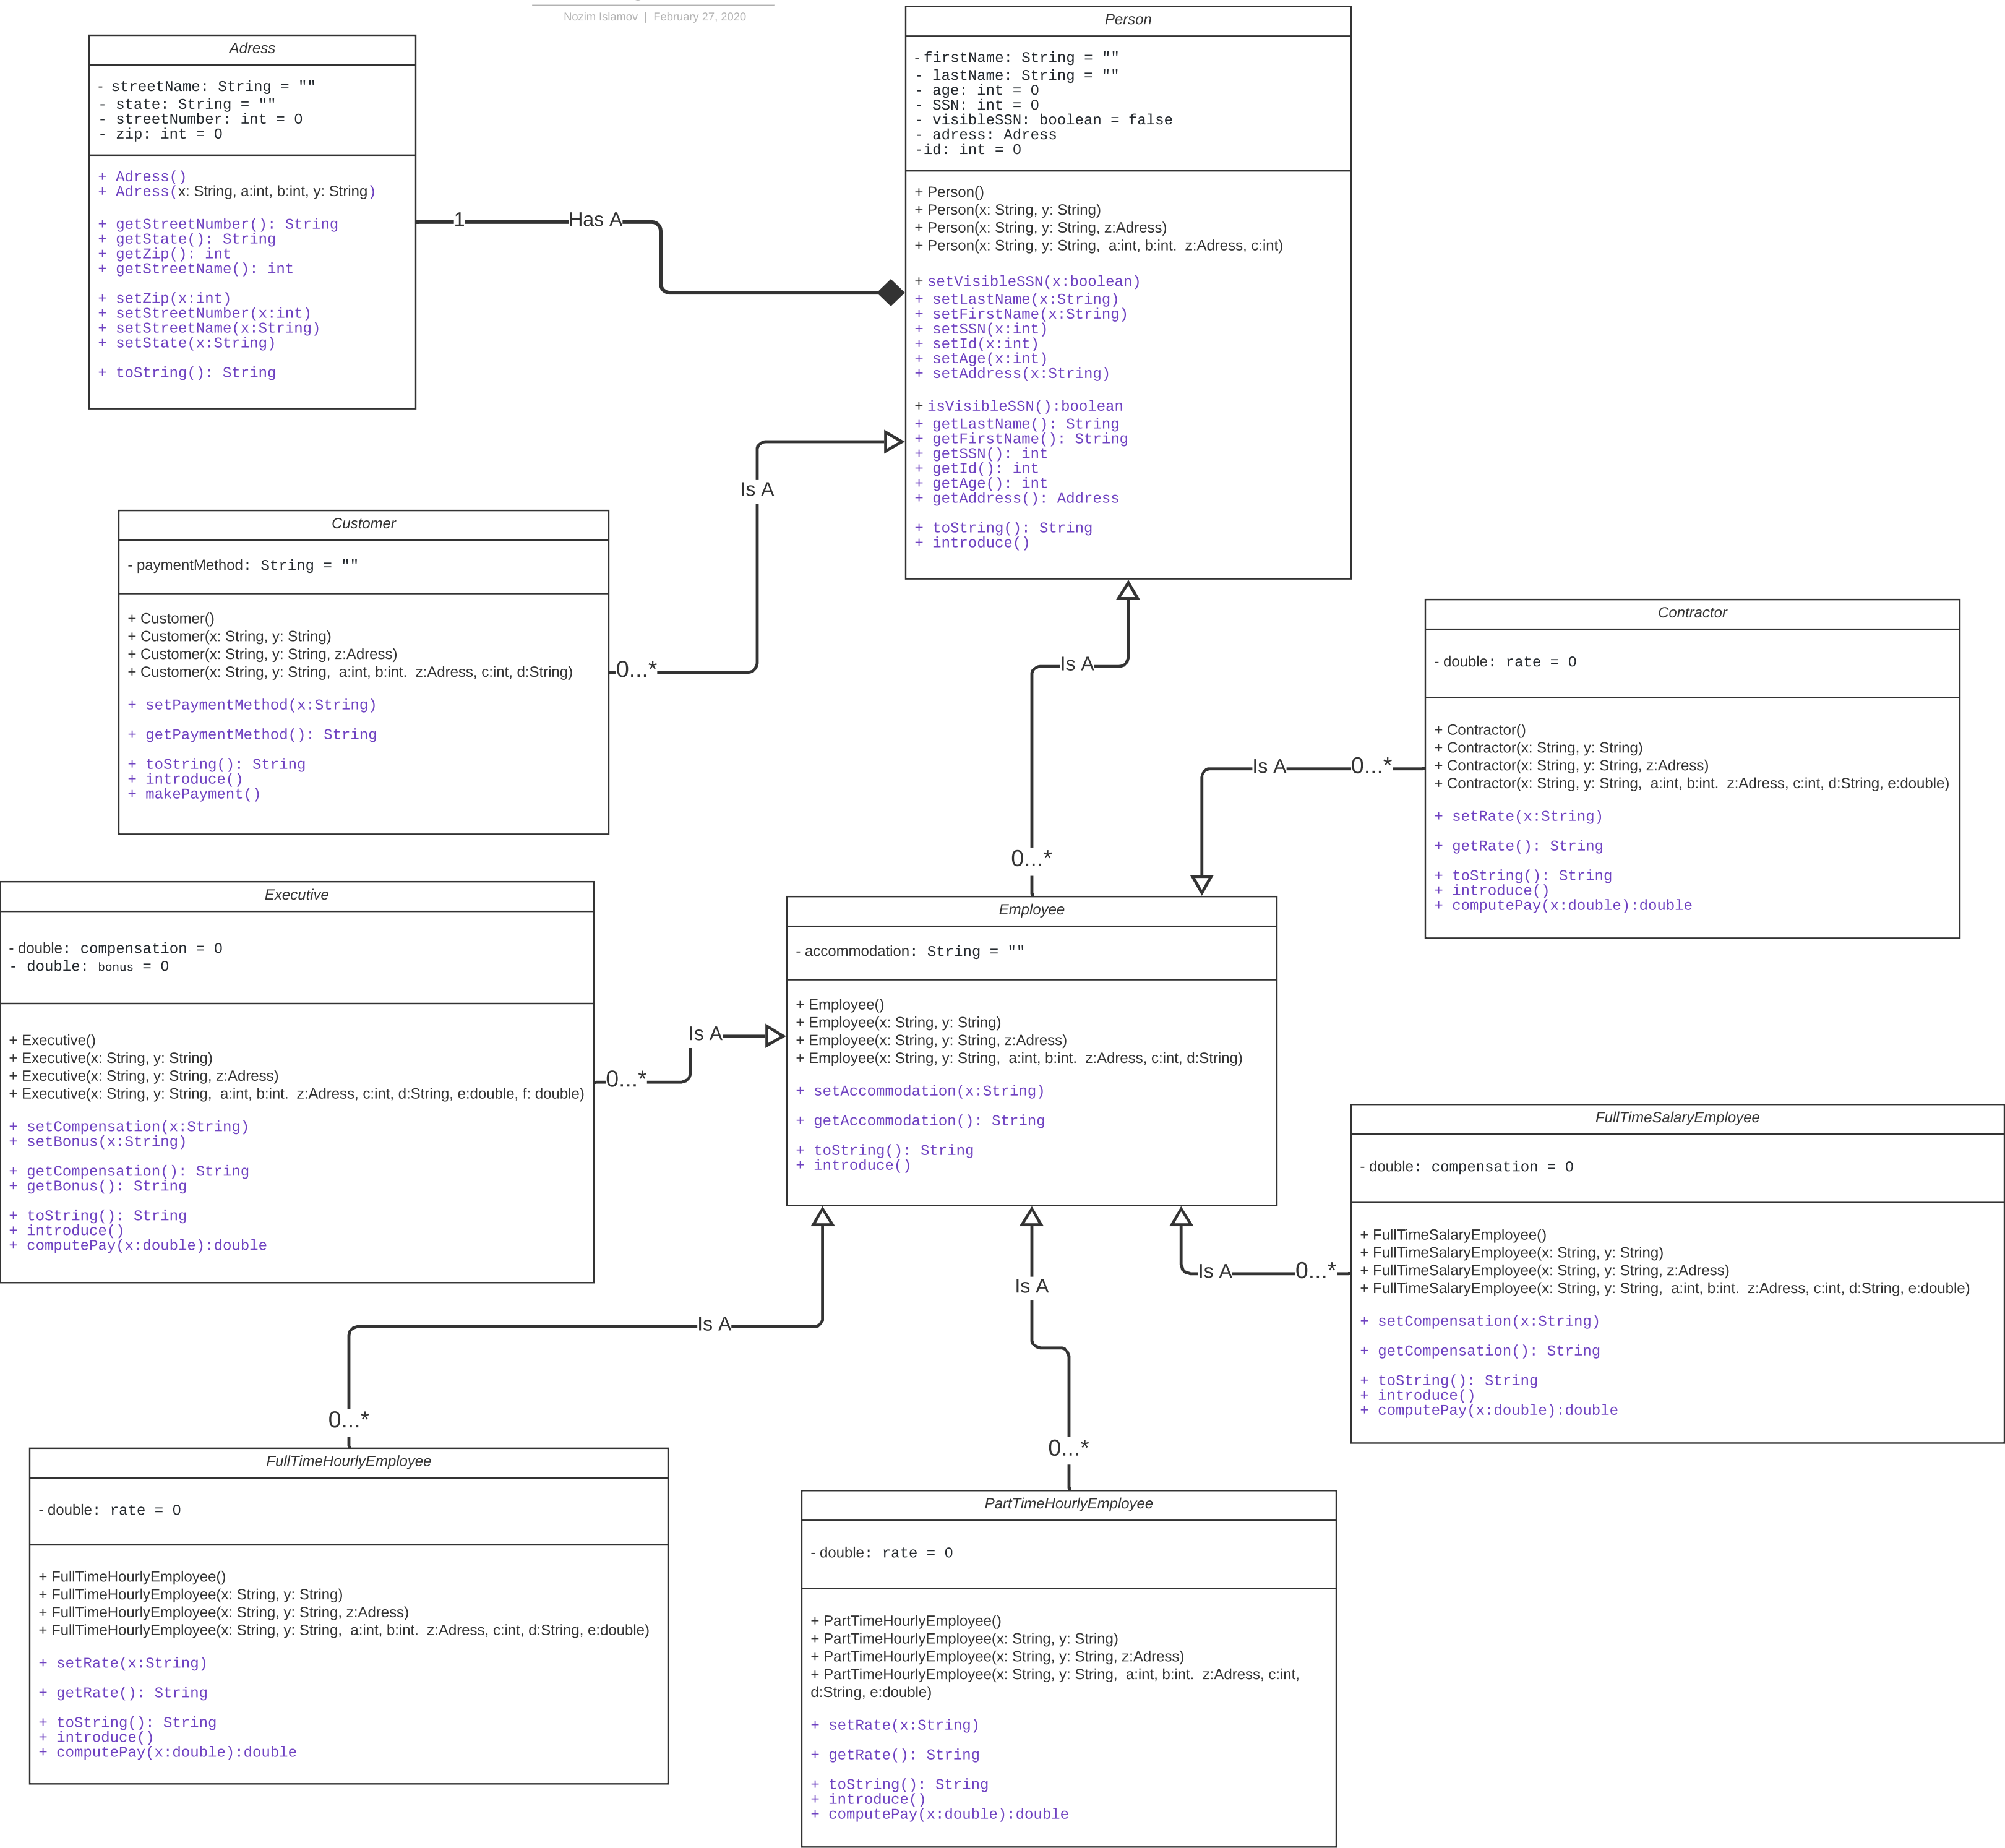 Nozim Islamov | February 27, 2020
Adress
- streetName: String = ""
- state: String = ""
- streetNumber: int = 0
- zip: int = 0
+ Adress()
+ Adress(x: String, a:int, b:int, y: String)
+ getStreetNumber(): String
+ getState(): String
+ getZip(): int
+ getStreetName(): int
+ setZip(x:int)
+ setStreetNumber(x:int)
+ setStreetName(x:String)
+ setState(x:String)
+ toString(): String
1
Has A
Person
- firstName: String = ""
- lastName: String = ""
- age: int = 0
- SSN: int = 0
- visibleSSN: boolean = false
- adress: Adress
-id: int = 0
+ Person()
+ Person(x: String, y: String)
+ Person(x: String, y: String, z:Adress)
+ Person(x: String, y: String, a:int, b:int. z:Adress, c:int)
+ setVisibleSSN(x:boolean)
+ setLastName(x:String)
+ setFirstName(x:String)
+ setSSN(x:int)
+ setId(x:int)
+ setAge(x:int)
+ setAddress(x:String)
+ isVisibleSSN():boolean
+ getLastName(): String
+ getFirstName(): String
+ getSSN(): int
+ getId(): int
+ getAge(): int
+ getAddress(): Address
+ toString(): String
+ introduce()
Is A
Customer
- paymentMethod: String = ""
+ Customer()
+ Customer(x: String, y: String)
+ Customer(x: String, y: String, z:Adress)
+ Customer(x: String, y: String, a:int, b:int. z:Adress, c:int, d:String)
+ setPaymentMethod(x:String)
+ getPaymentMethod(): String
+ toString(): String
+ introduce()
+ makePayment()
0...*
Is A
0...*
Contractor
- double: rate = 0
+ Contractor()
+ Contractor(x: String, y: String)
+ Contractor(x: String, y: String, z:Adress)
+ Contractor(x: String, y: String, a:int, b:int. z:Adress, c:int, d:String, e:double)
+ setRate(x:String)
+ getRate(): String
+ toString(): String
+ introduce()
+ computePay(x:double):double
Is A
0...*
Executive
- double: compensation = 0
- double: bonus = 0
+ Executive()
+ Executive(x: String, y: String)
+ Executive(x: String, y: String, z:Adress)
+ Executive(x: String, y: String, a:int, b:int. z:Adress, c:int, d:String, e:double, f: double)
+ setCompensation(x:String)
+ setBonus(x:String)
+ getCompensation(): String
+ getBonus(): String
+ toString(): String
+ introduce()
+ computePay(x:double):double
Is A
0...*
Employee
- accommodation: String = ""
+ Employee()
+ Employee(x: String, y: String)
+ Employee(x: String, y: String, z:Adress)
+ Employee(x: String, y: String, a:int, b:int. z:Adress, c:int, d:String)
+ setAccommodation(x:String)
+ getAccommodation(): String
+ toString(): String
+ introduce()
FullTimeSalaryEmployee
- double: compensation = 0
+ FullTimeSalaryEmployee()
+ FullTimeSalaryEmployee(x: String, y: String)
+ FullTimeSalaryEmployee(x: String, y: String, z:Adress)
+ FullTimeSalaryEmployee(x: String, y: String, a:int, b:int. z:Adress, c:int, d:String, e:double)
+ setCompensation(x:String)
+ getCompensation(): String
+ toString(): String
+ introduce()
+ computePay(x:double):double
Is A
0...*
Is A
0...*
Is A
0...*
FullTimeHourlyEmployee
- double: rate = 0
+ FullTimeHourlyEmployee()
+ FullTimeHourlyEmployee(x: String, y: String)
+ FullTimeHourlyEmployee(x: String, y: String, z:Adress)
+ FullTimeHourlyEmployee(x: String, y: String, a:int, b:int. z:Adress, c:int, d:String, e:double)
+ setRate(x:String)
+ getRate(): String
+ toString(): String
+ introduce()
+ computePay(x:double):double
PartTimeHourlyEmployee
- double: rate = 0
+ PartTimeHourlyEmployee()
+ PartTimeHourlyEmployee(x: String, y: String)
+ PartTimeHourlyEmployee(x: String, y: String, z:Adress)
+ PartTimeHourlyEmployee(x: String, y: String, a:int, b:int. z:Adress, c:int,
d:String, e:double)
+ setRate(x:String)
+ getRate(): String
+ toString(): String
+ introduce()
+ computePay(x:double):double